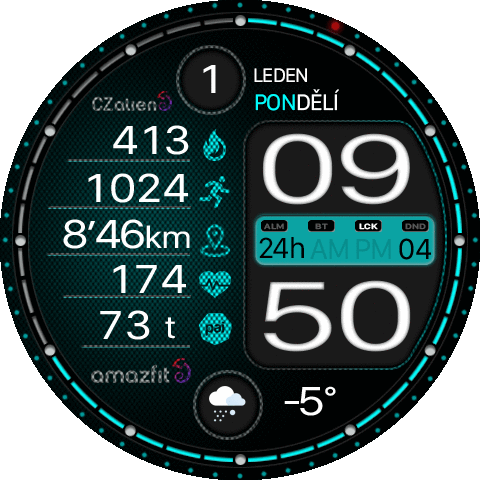 1
LEDEN
PONDĚLÍ
CZalien
413
1024
8’46km
174
73 t
pai
amazfit
09
ALM BT LCK DND
24h AM PM 04
50
-5°